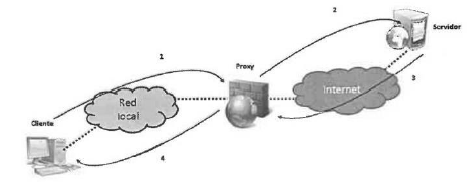 2
Servidor
1
Proxy
Red
local
Internet
3
Cliente
4